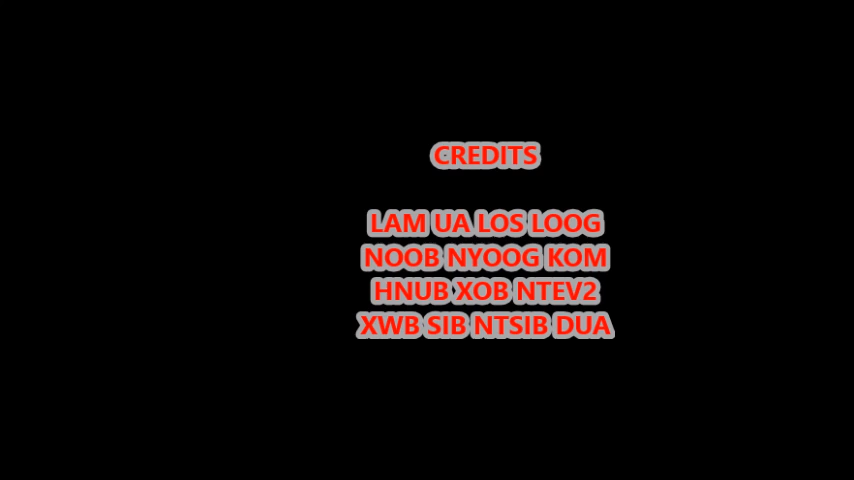 CREDITS
LAM UA LOS LOOG
NOOB NYOOG KOM
HNUB XOB NTEV2
XWB SIB NTSIB DUA